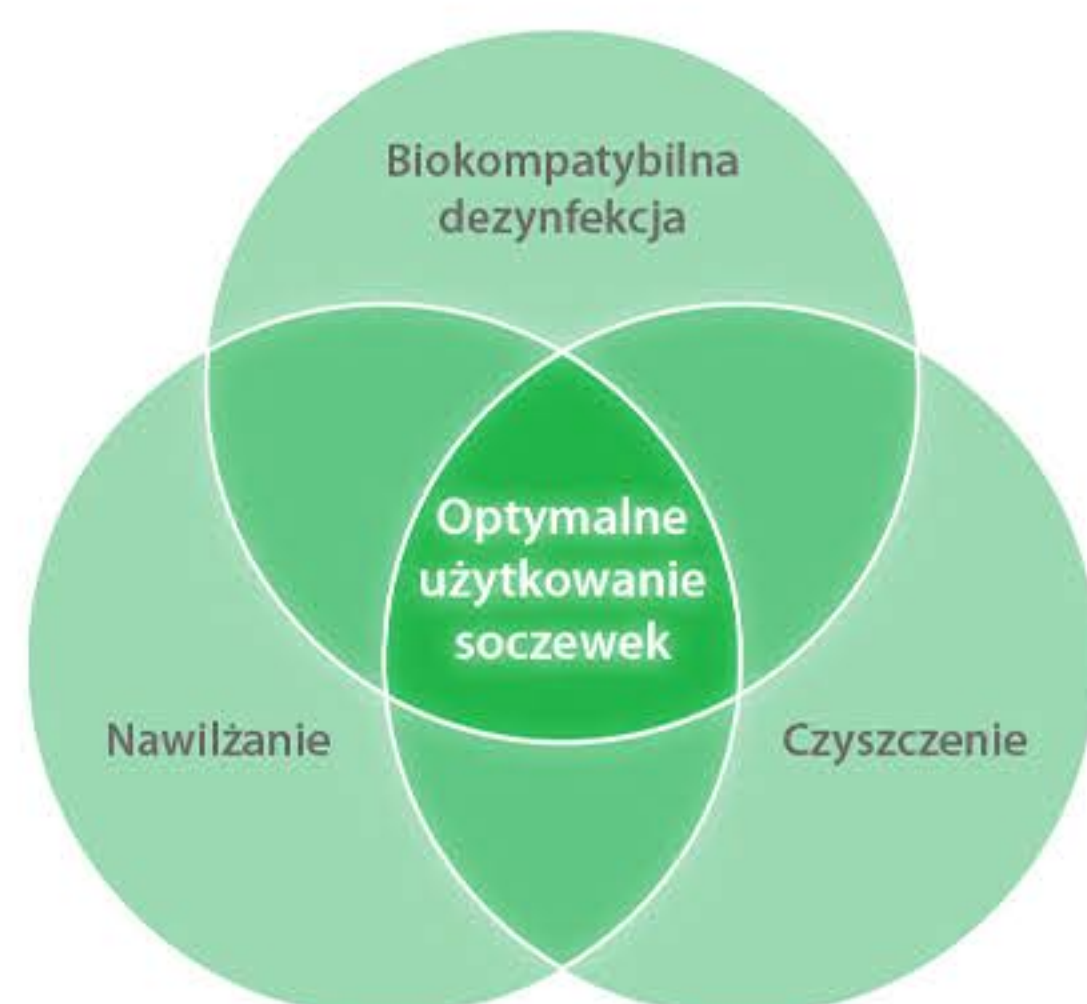 Biokompatybilna
dezynfekcja
Optymalne
użytkowanie
soczewek
Nawilżanie
Czyszczenie